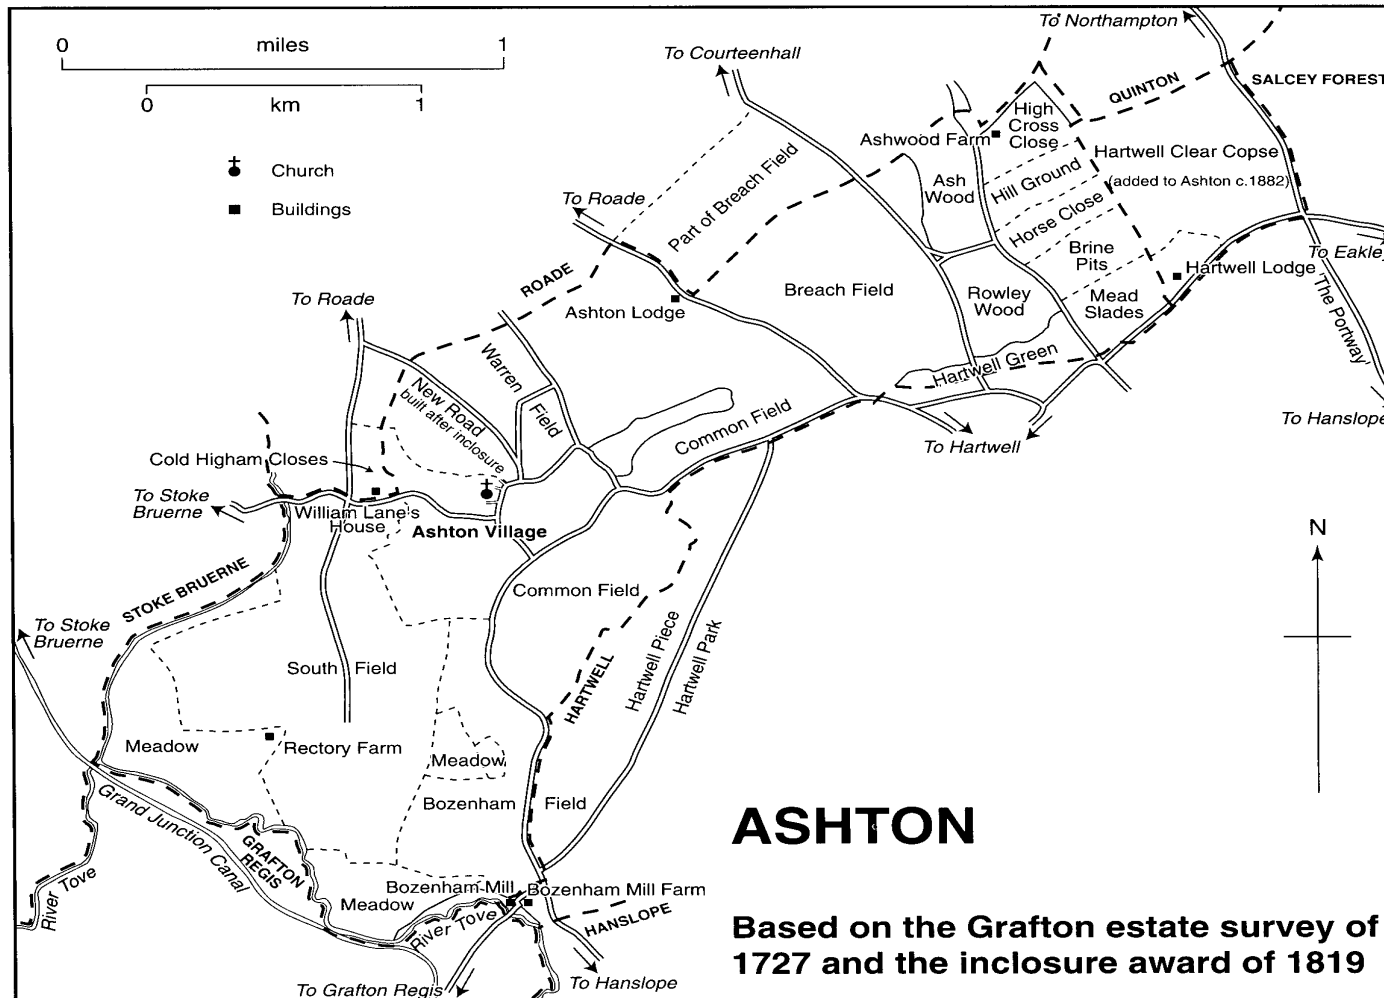 0 miles 1
0 km 1
Church
Buildings
To Courteenhall
To Northampton
QUINTON
SALCEY FOREST
Ashwood Farm
High
Cross
Close
Hartwell Clear Copse
(added to Ashton c.1882)
Ash
Wood
Hill Ground
Horse Close
Brine
Pits
Part of Breach Field
To Roade
ROADE
To Eakley
Hartwell Lodge
Breach Field
Rowley
Wood
Mead
Slades
'The Portway'
Ashton Lodge
To Roade
Warren
Field
New Road
built after inclosure
Hartwell Green
Common Field
To Hartwell
To Hanslope
Cold Higham Closes
To Stoke
Bruerne
William Lane's
House
Ashton Village
N
STOKE BRUERNE
Common Field
To Stoke
Bruerne
South Field
HARTWELL
Hartwell Piece
Hartwell Park
Meadow
Rectory Farm
Meadow
Bozenham Field
Grand Junction Canal
GRAFTON
REGIS
River Tove
Meadow
Bozenham Mill
Bozenham Mill Farm
River Tove
HANSLOPE
To Hanslope
To Grafton Regis
ASHTON
Based on the Grafton estate survey of
1727 and the inclosure award of 1819